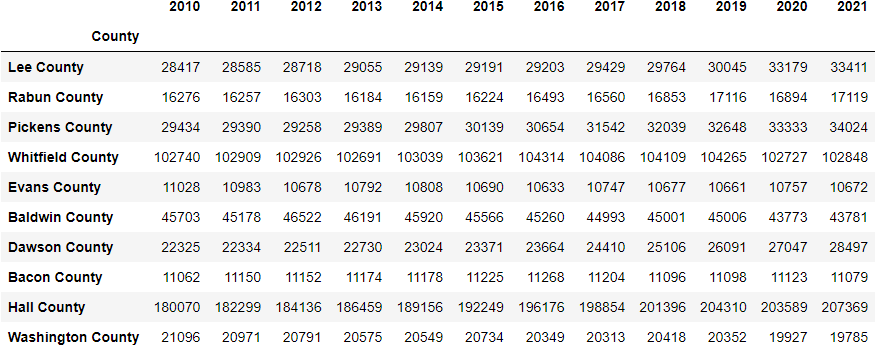 2010 2011 2012 2013 2014 2015 2016 2017 2018 2019 2020 2021
County
Lee County 28417 28585 28718 29055 29139 29191 29203 29429 29764 30045 33179 33411
Rabun County 16276 16257 16303 16184 16159 16224 16493 16560 16853 17116 16894 17119
Pickens County 29434 29390 29258 29389 29807 30139 30654 31542 32039 32648 33333 34024
Whitfield County 102740 102909 102926 102691 103039 103621 104314 104086 104109 104265 102727 102848
Evans County 11028 10983 10678 10792 10808 10690 10633 10747 10677 10661 10757 10672
Baldwin County 45703 45178 46522 46191 45920 45566 45260 44993 45001 45006 43773 43781
Dawson County 22325 22334 22511 22730 23024 23371 23664 24410 25106 26091 27047 28497
Bacon County 11062 11150 11152 11174 11178 11225 11268 11204 11096 11098 11123 11079
Hall County 180070 182299 184136 186459 189156 192249 196176 198854 201396 204310 203589 207369
Washington County 21096 20971 20791 20575 20549 20734 20349 20313 20418 20352 19927 19785